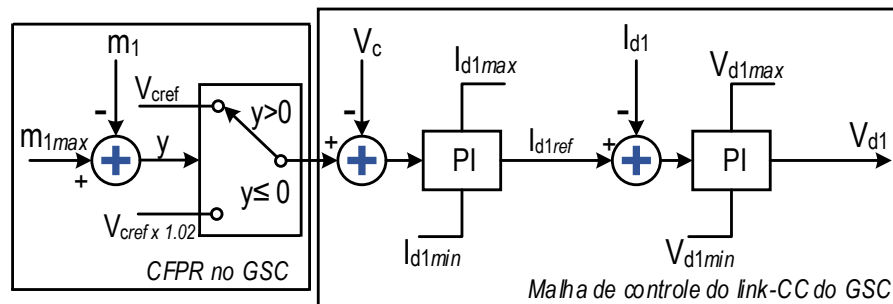 m1
Vcref
y>0
m1max
-
+
y
y≤ 0
Vcref x 1.02
CFPR no GSC
Vc
-
+
Id1max
PI
Id1min
Id1ref
Id1
-
+
Vd1max
PI
Vd1min
Vd1
Malha de controle do link-CC do GSC